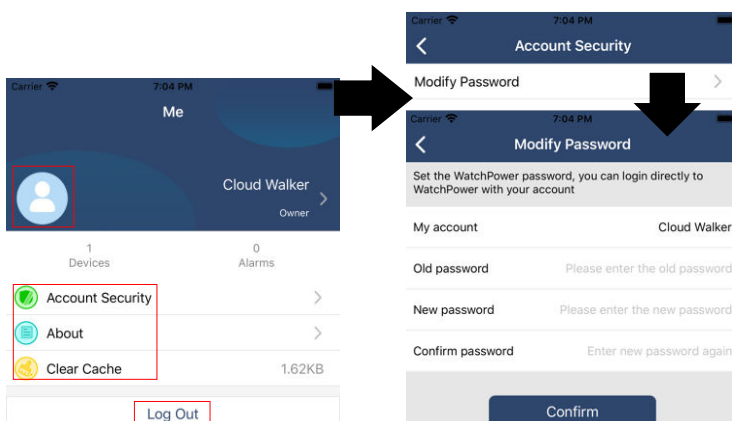 Carrier 7:04 PM
Me
Cloud Walker
Owner
1 0
Devices Alarms
Account Security
About
Clear Cache 1.62KB
Log Out
Carrier 7:04 PM
Account Security
Modify Password
Carrier 7:04 PM
Modify Password
Set the WatchPower password, you can login directly to
WatchPower with your account
My account Cloud Walker
Old password Please enter the old password
New password Please enter the new password
Confirm password Enter new password again
Confirm